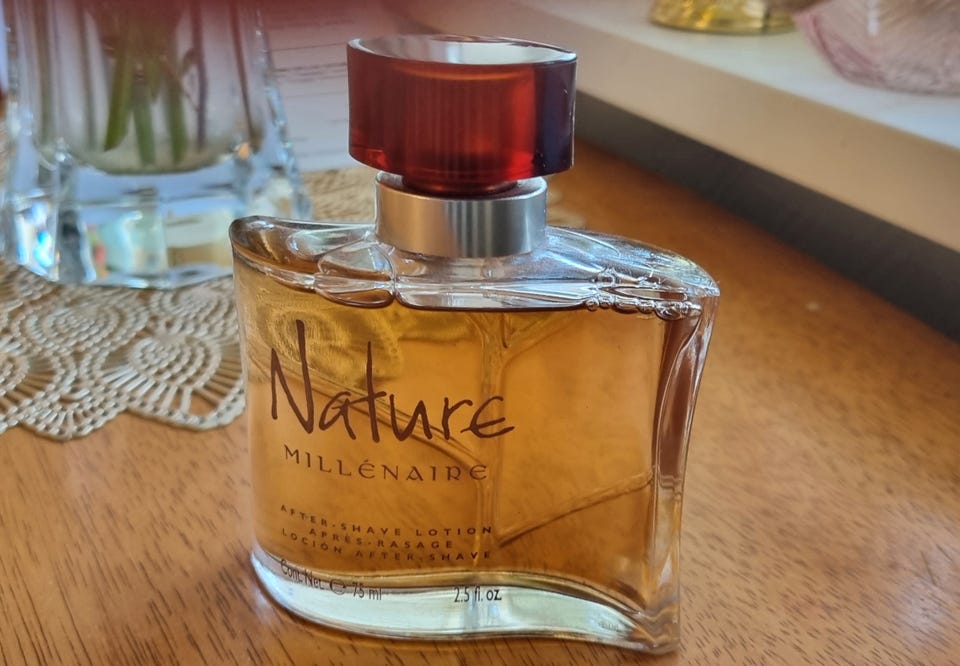 Nature
MILLÉNAIRE
AFTER-SHAVE LOTION
APRÈS-RASAGE
LOCIÓN AFTER SHAVE
Cont. Net. ℮ 75 ml 2.5 fl. oz